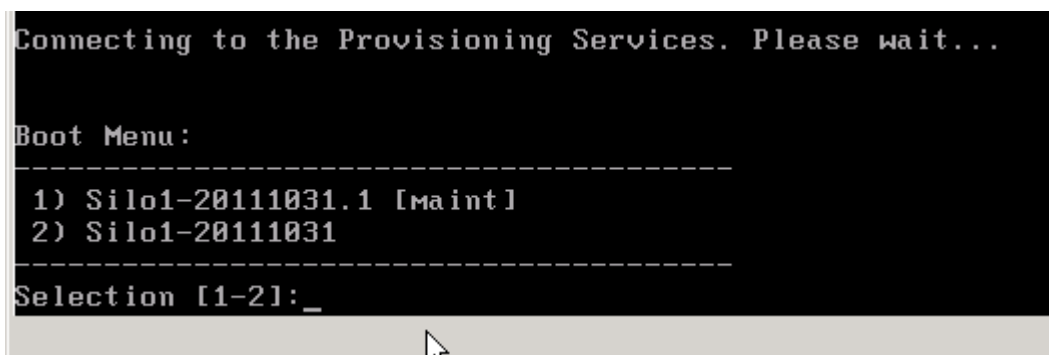 Connecting to the Provisioning Services. Please wait...
Boot Menu:
----------------------------------------
1) Silo1-20111031.1 [maint]
2) Silo1-20111031
----------------------------------------
Selection [1-2]:_